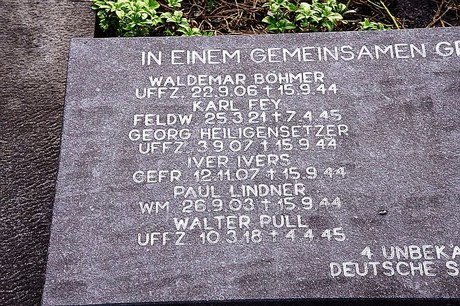 IN EINEM GEMEINSAMEN
WALDEMAR BÖHMER
UFFZ. 22.9.06 † 15.9.44
KARL FEY
FELDW. 25.3.21 † 7.4.45
GEORG HEILIGENSETZER
UFFZ. 3.9.07 † 15.9.44
IVER IVERS
GEFR. 12.11.07 † 15.9.44
PAUL LINDNER
WM. 26.9.03 † 15.9.44
WALTER PULL
UFFZ. 10.3.18 † 4.4.45
4 UNBEKA
DEUTSCHE S